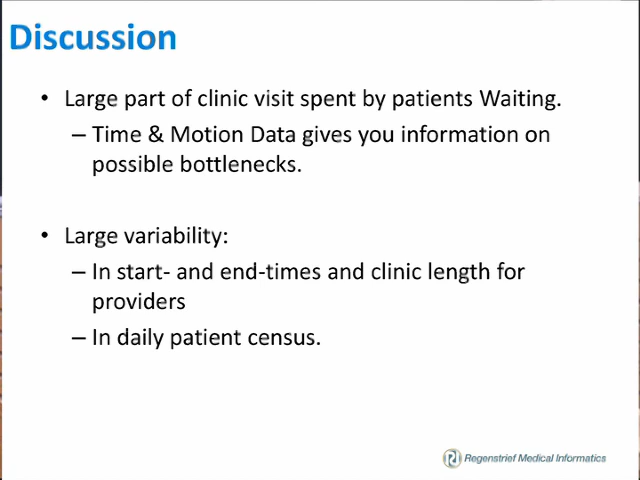 Discussion
• Large part of clinic visit spent by patients Waiting.
– Time & Motion Data gives you information on
possible bottlenecks.
• Large variability:
– In start- and end-times and clinic length for
providers
– In daily patient census.
Regenstrief Medical Informatics